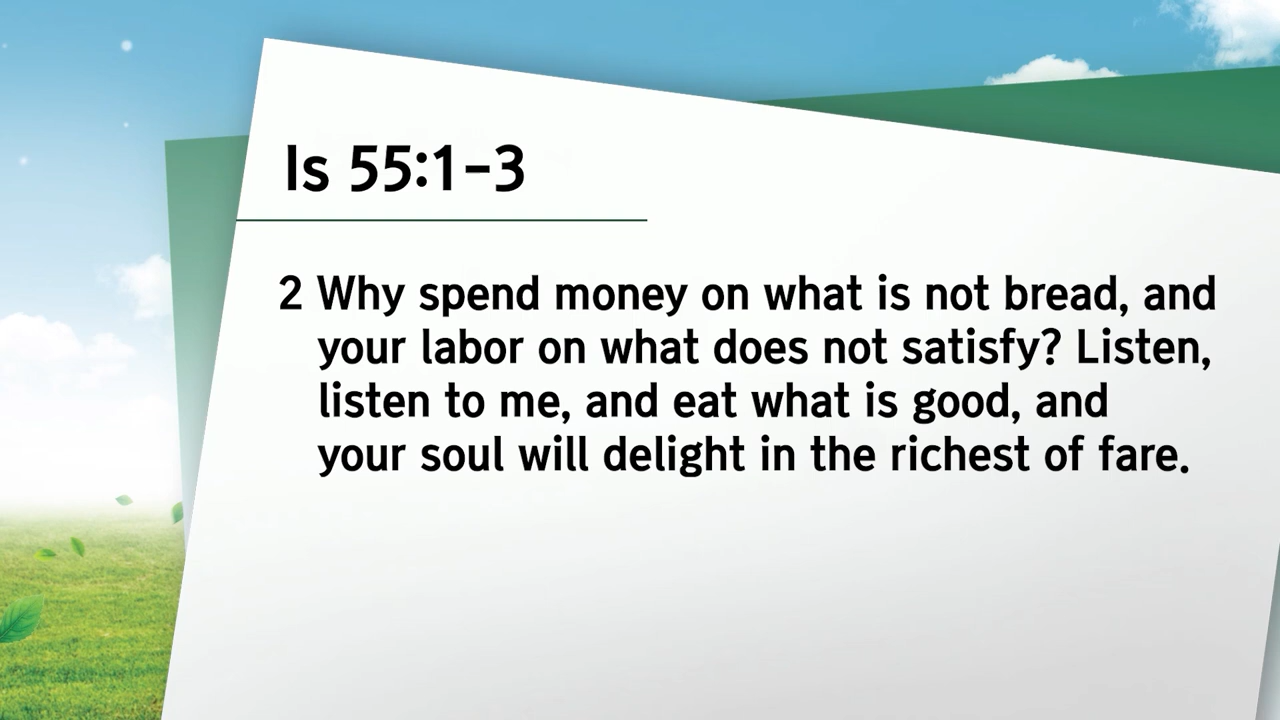 Is 55:1-3
2 Why spend money on what is not bread, and
your labor on what does not satisfy? Listen,
listen to me, and eat what is good, and
your soul will delight in the richest of fare.